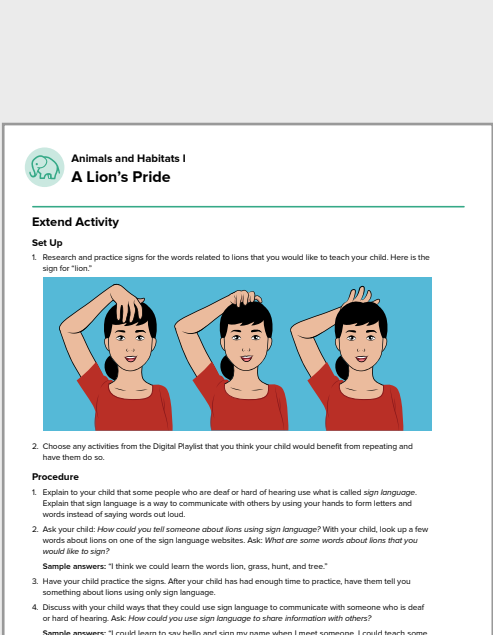 Animals and Habitats I
A Lion's Pride
Extend Activity
Set Up
1. Research and practice signs for the words related to lions that you would like to teach your child. Here is the
sign for “lion.”
2. Choose any activities from the Digital Playlist that you think your child would benefit from repeating and
have them do so.
Procedure
1. Explain to your child that some people who are deaf or hard of hearing use what is called sign language.
Explain that sign language is a way to communicate with others by using your hands to form letters and
words instead of saying words out loud.
2. Ask your child: How could you tell someone about lions using sign language? With your child, look up a few
words about lions on one of the sign language websites. Ask: What are some words about lions that you
would like to sign?
Sample answers: “I think we could learn the words lion, grass, hunt, and tree.”
3. Have your child practice the signs. After your child has had enough time to practice, have them tell you
something about lions using only sign language.
4. Discuss with your child ways that they could use sign language to communicate with someone who is deaf
or hard of hearing. Ask: How could you use sign language to share information with others?
Sample answers: “I could learn to say hello and sign my name when I meet someone. I could teach some